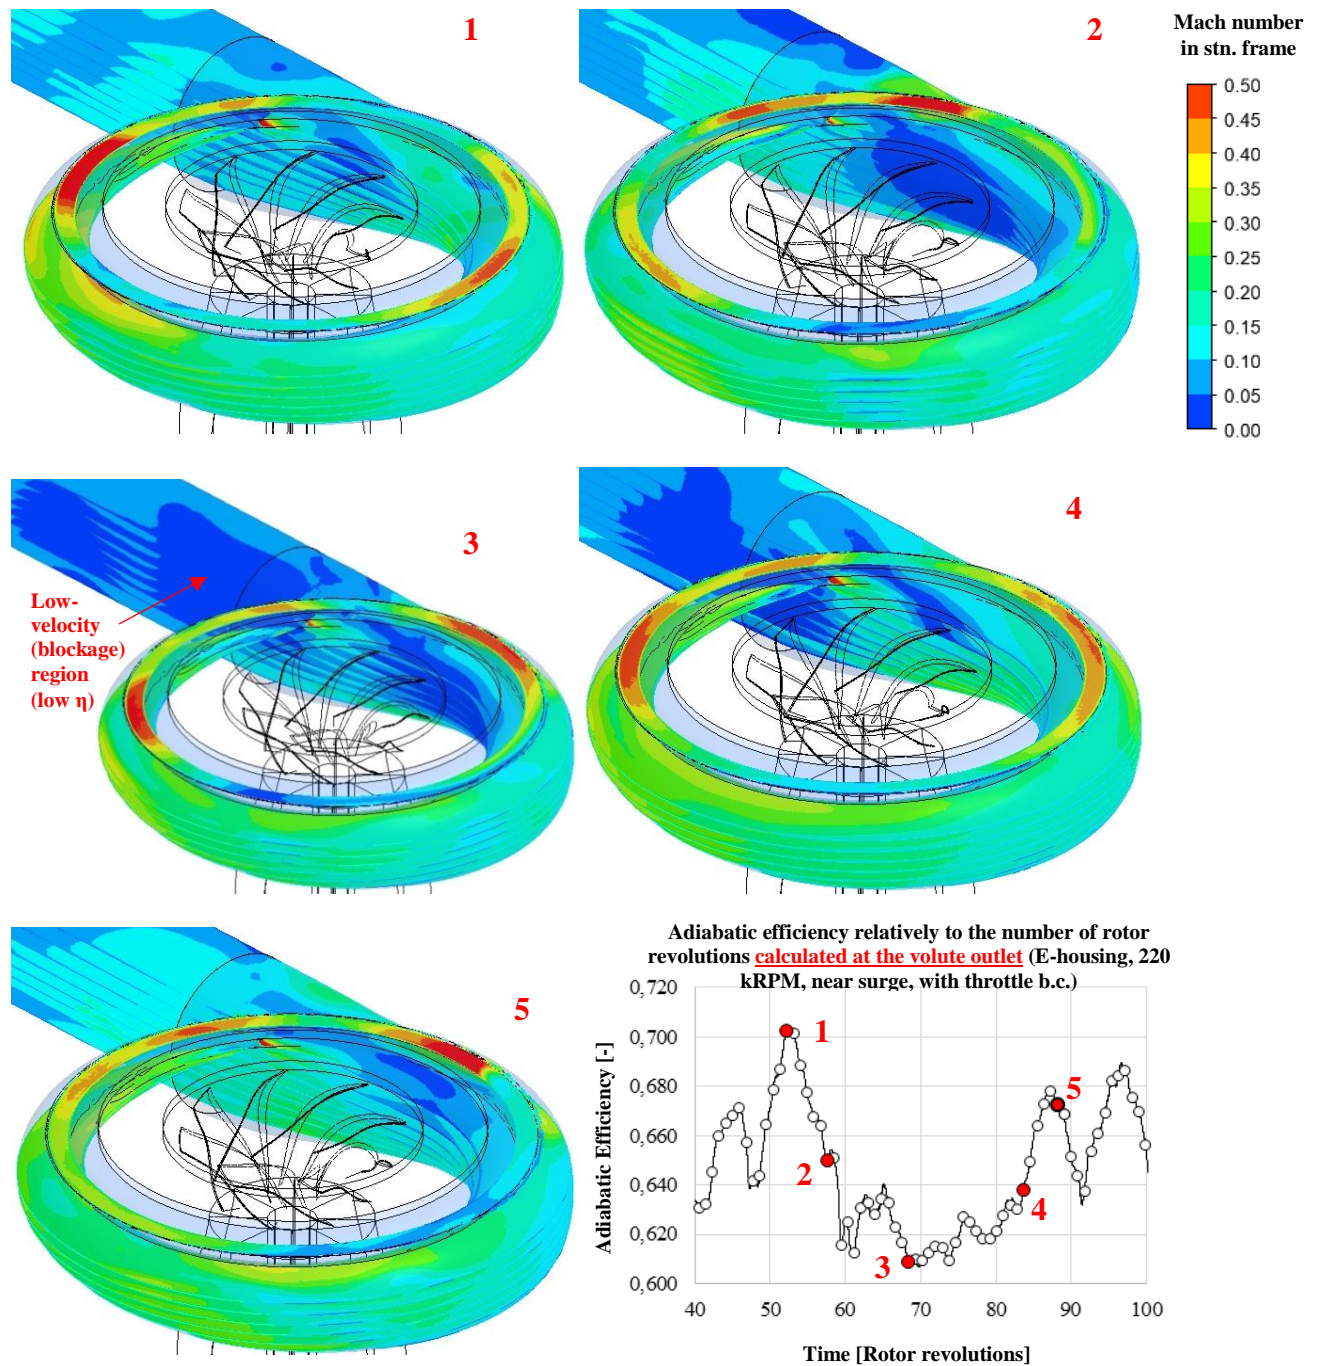 1
2
Mach number
in stn. frame
0.50
0.45
0.40
0.35
0.30
0.25
0.20
0.15
0.10
0.05
0.00
3
4
Low-
velocity
(blockage)
region
(low η)
5
Adiabatic efficiency relatively to the number of rotor
revolutions calculated at the volute outlet (E-housing, 220
kRPM, near surge, with throttle b.c.)
Adiabatic Efficiency [-]
0,720
0,700
0,680
0,660
0,640
0,620
0,600
1
2
3
4
5
40 50 60 70 80 90 100
Time [Rotor revolutions]